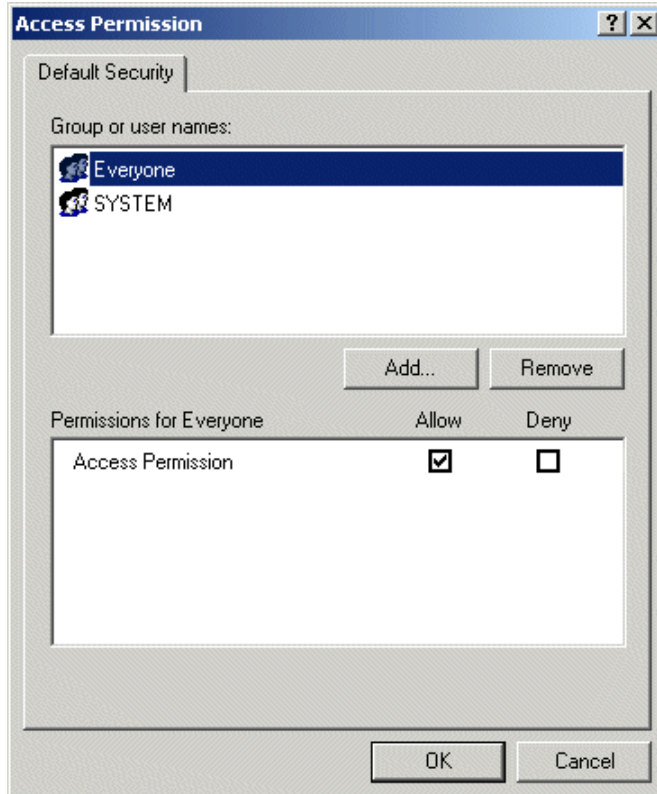 Access Permission
Default Security
Group or user names:
Everyone
SYSTEM
Add... Remove
Permissions for Everyone Allow Deny
Access Permission
OK Cancel